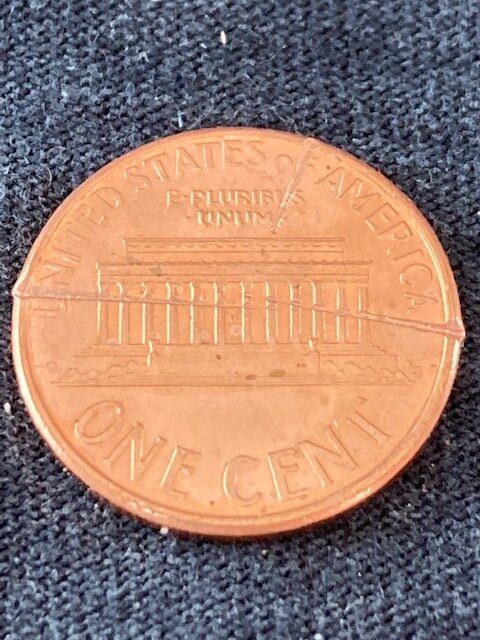 UNITED STATES OF AMERICA
E·PLURIBUS
·UNUM·
ONE CENT